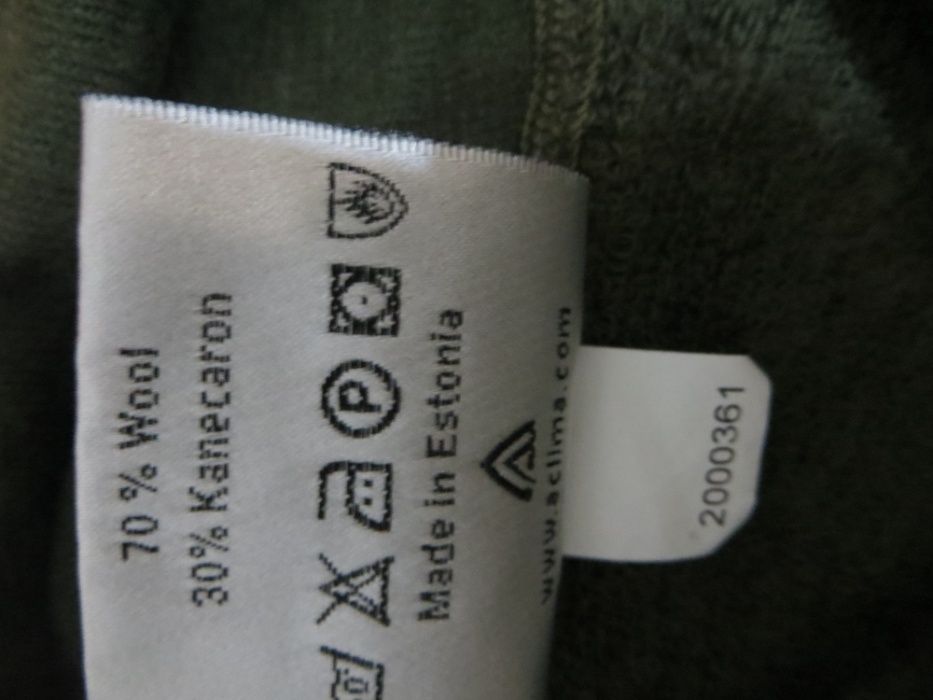 70 % Wool
30% Kanecaron
P
Made in Estonia
www.aclima.com
2000361